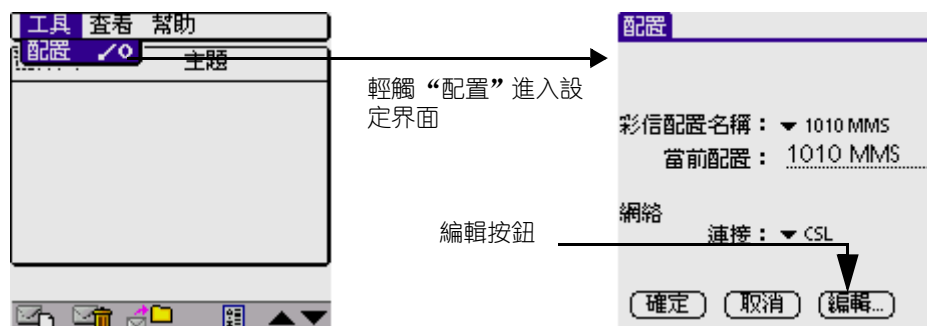 工具 查看 幫助
配置 ✓O
主題
輕觸“配置”進入設
定界面
編輯按鈕
配置
彩信配置名稱：1010 MMS
當前配置：1010 MMS
網絡
連接：CSL
確定 取消 編輯...